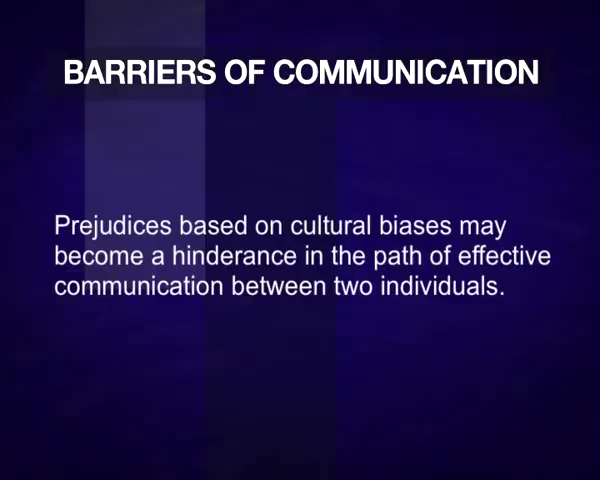 BARRIERS OF COMMUNICATION
Prejudices based on cultural biases may
become a hinderance in the path of effective
communication between two individuals.